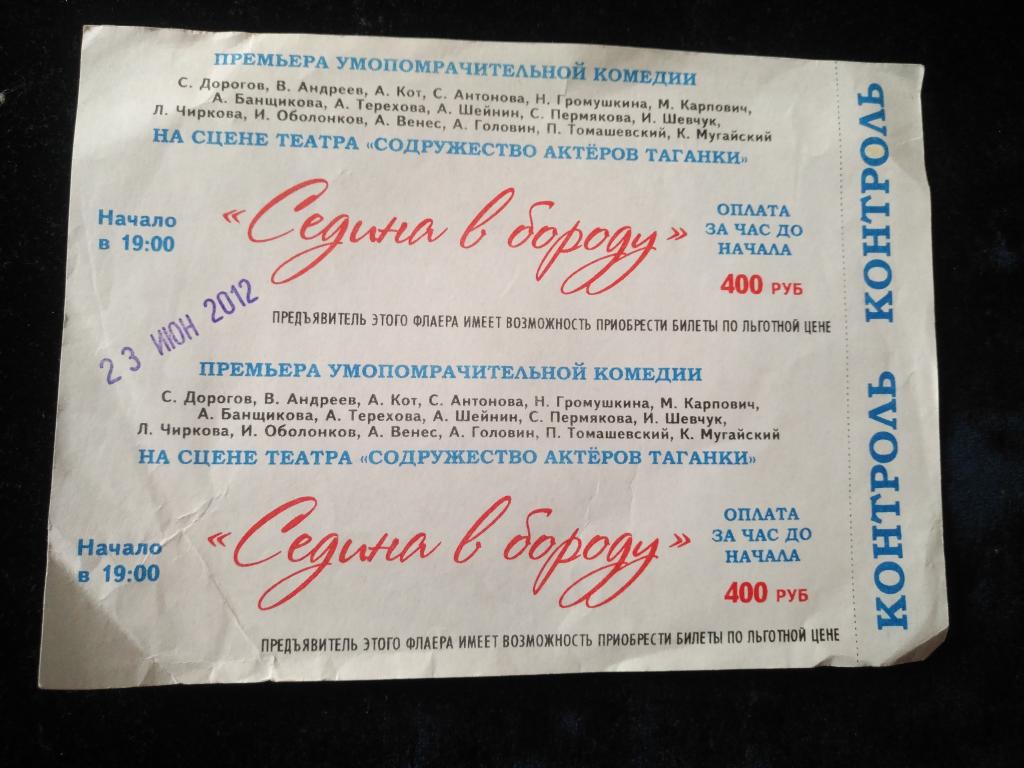 ПРЕМЬЕРА УМОПОМРАЧИТЕЛЬНОЙ КОМЕДИИ
С. Дорогов, В. Андреев, А. Кот, С. Антонова, Н. Громушкина, М. Карпович,
А. Банщикова, А. Терехова, А. Шейнин, С. Пермякова, И. Шевчук,
Л. Чиркова, И. Оболонков, А. Венес, А. Головин, П. Томашевский, К. Мугайский
НА СЦЕНЕ ТЕАТРА «СОДРУЖЕСТВО АКТЁРОВ ТАГАНКИ»
Начало
в 19:00
«Седина в бороду»
ОПЛАТА
ЗА ЧАС ДО
НАЧАЛА
400 РУБ
ПРЕДЪЯВИТЕЛЬ ЭТОГО ФЛАЕРА ИМЕЕТ ВОЗМОЖНОСТЬ ПРИОБРЕСТИ БИЛЕТЫ ПО ЛЬГОТНОЙ ЦЕНЕ
КОНТРОЛЬ
23 ИЮН 2012
ПРЕМЬЕРА УМОПОМРАЧИТЕЛЬНОЙ КОМЕДИИ
С. Дорогов, В. Андреев, А. Кот, С. Антонова, Н. Громушкина, М. Карпович,
А. Банщикова, А. Терехова, А. Шейнин, С. Пермякова, И. Шевчук,
Л. Чиркова, И. Оболонков, А. Венес, А. Головин, П. Томашевский, К. Мугайский
НА СЦЕНЕ ТЕАТРА «СОДРУЖЕСТВО АКТЁРОВ ТАГАНКИ»
Начало
в 19:00
«Седина в бороду»
ОПЛАТА
ЗА ЧАС ДО
НАЧАЛА
400 РУБ
ПРЕДЪЯВИТЕЛЬ ЭТОГО ФЛАЕРА ИМЕЕТ ВОЗМОЖНОСТЬ ПРИОБРЕСТИ БИЛЕТЫ ПО ЛЬГОТНОЙ ЦЕНЕ
КОНТРОЛЬ